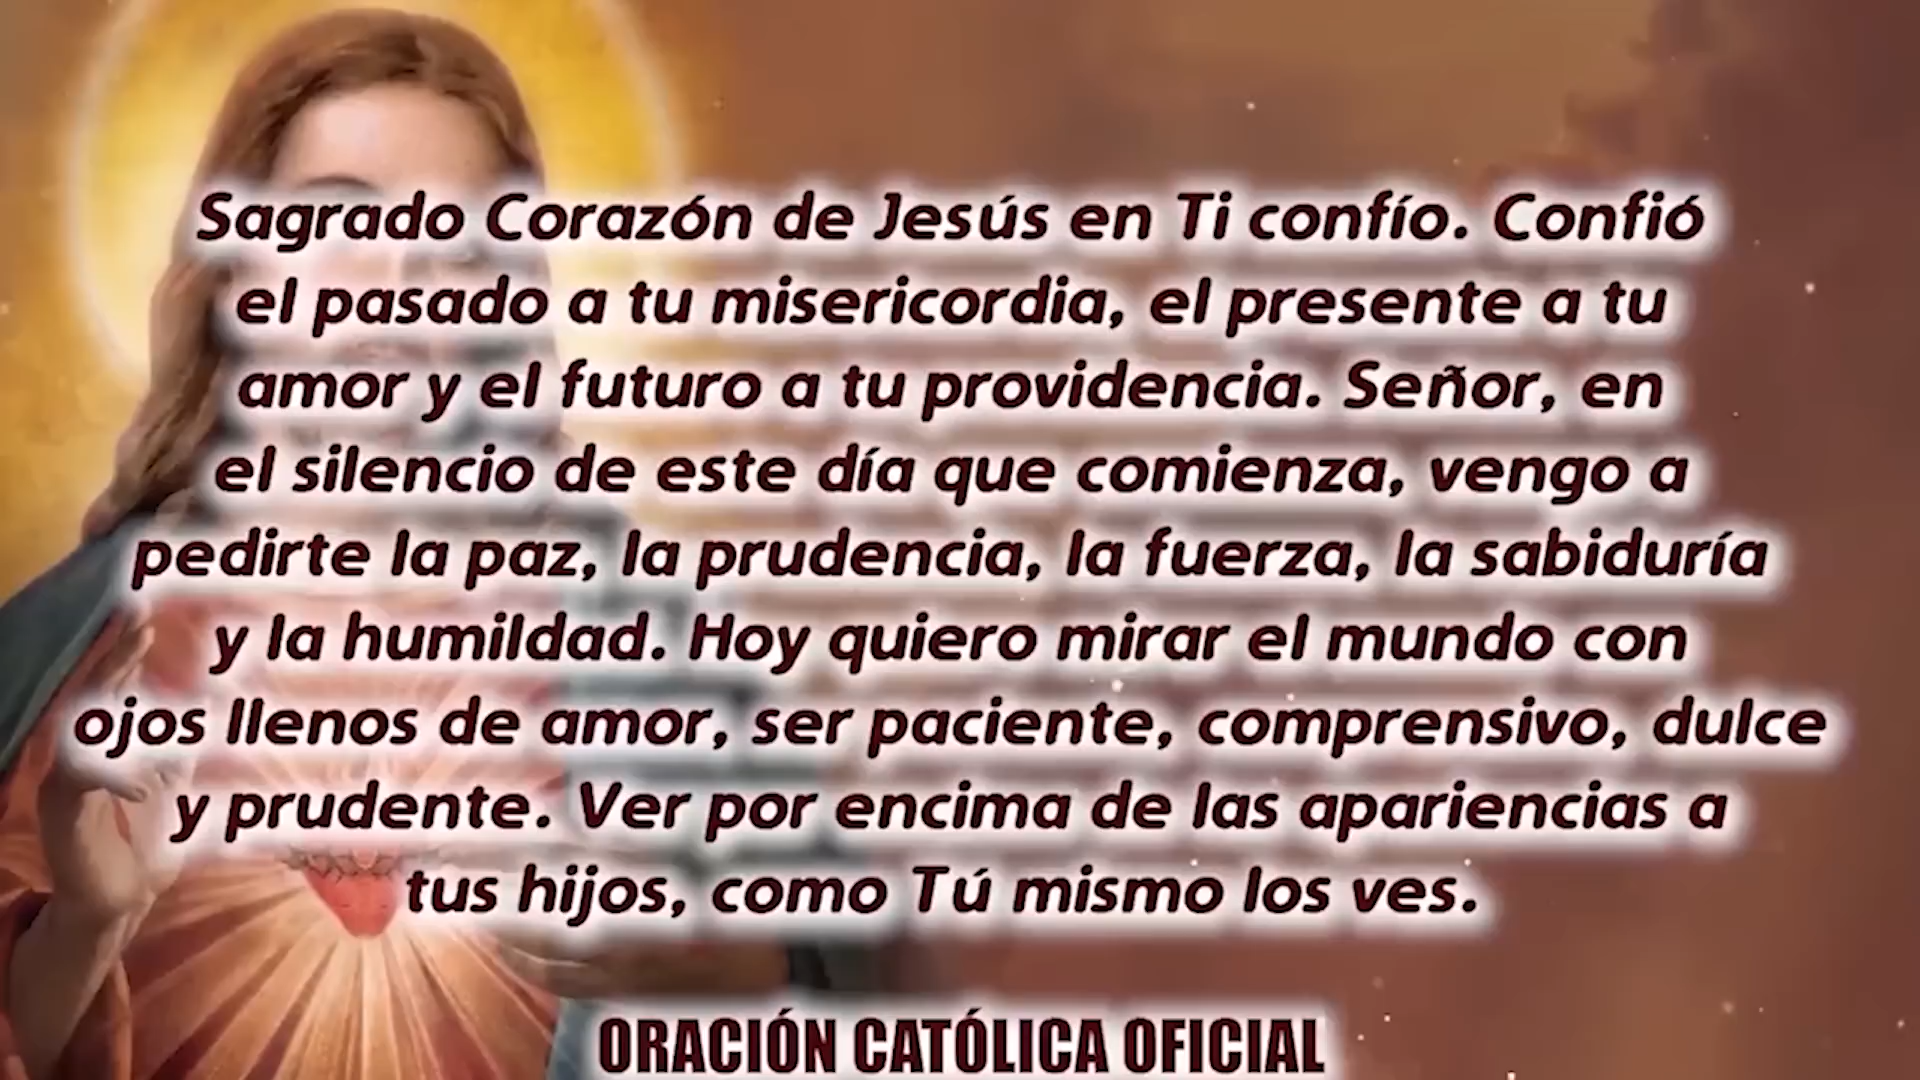 Sagrado Corazón de Jesús en Ti confío. Confió
el pasado a tu misericordia, el presente a tu
amor y el futuro a tu providencia. Señor, en
el silencio de este día que comienza, vengo a
pedirte la paz, la prudencia, la fuerza, la sabiduría
y la humildad. Hoy quiero mirar el mundo con
ojos llenos de amor, ser paciente, comprensivo, dulce
y prudente. Ver por encima de las apariencias a
tus hijos, como Tú mismo los ves.
ORACIÓN CATÓLICA OFICIAL